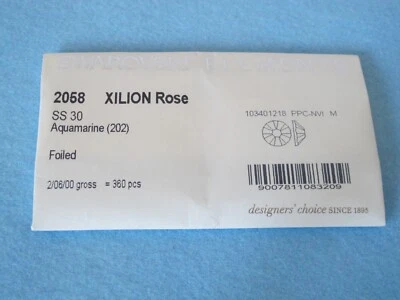 2058 XILION Rose
SS 30
Aquamarine (202)
Foiled
2/06/00 gross = 360 pcs
103401218 PPC-NVt M
9007811083209
designers' choice SINCE 1895